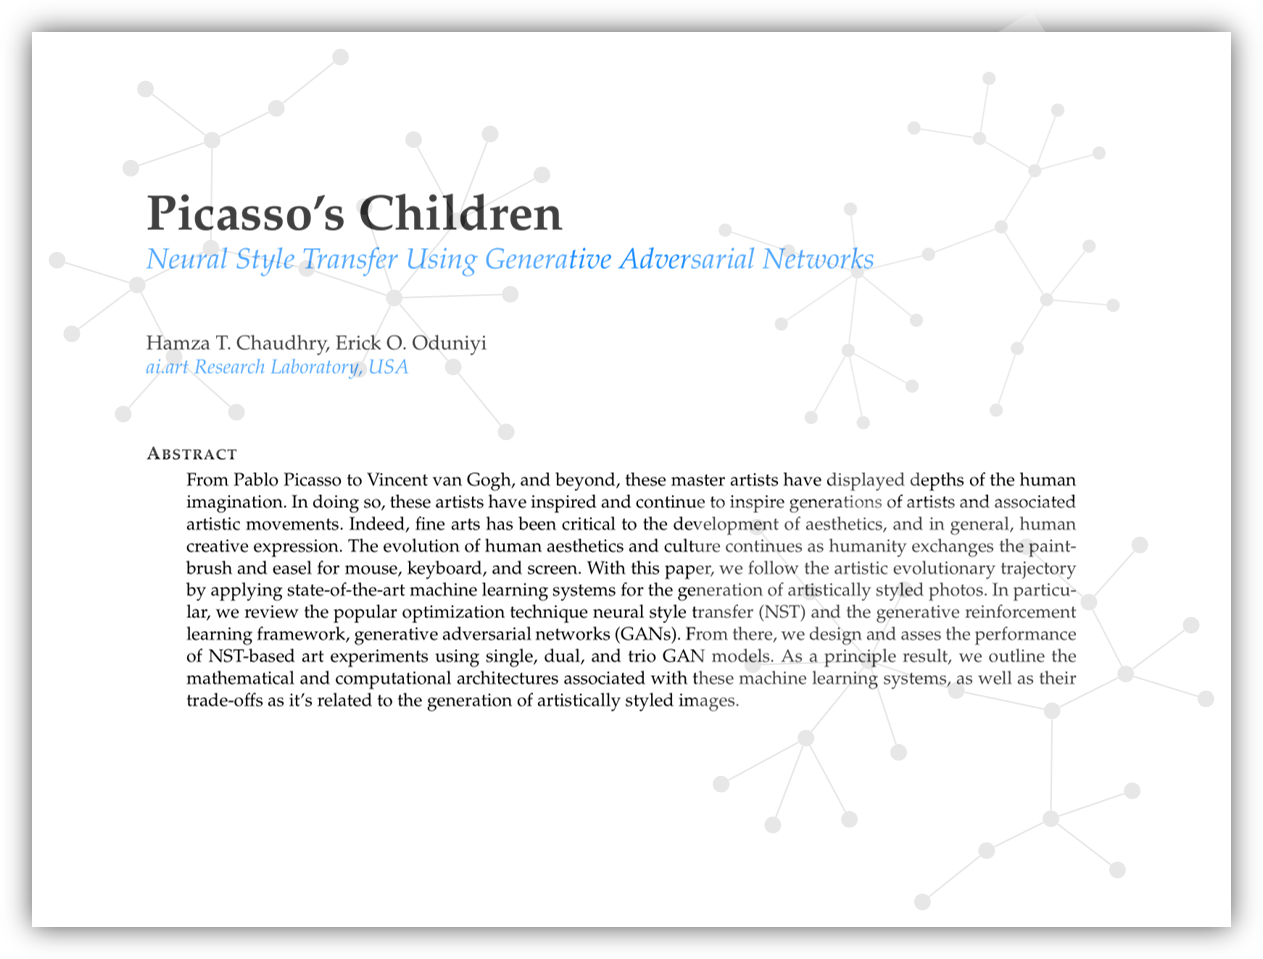 Picasso’s Children
Neural Style Transfer Using Generative Adversarial Networks
Hamza T. Chaudhry, Erick O. Oduniyi
ai.art Research Laboratory, USA
ABSTRACT
From Pablo Picasso to Vincent van Gogh, and beyond, these master artists have displayed depths of the human
imagination. In doing so, these artists have inspired and continue to inspire generations of artists and associated
artistic movements. Indeed, fine arts has been critical to the development of aesthetics, and in general, human
creative expression. The evolution of human aesthetics and culture continues as humanity exchanges the paint-
brush and easel for mouse, keyboard, and screen. With this paper, we follow the artistic evolutionary trajectory
by applying state-of-the-art machine learning systems for the generation of artistically styled photos. In particu-
lar, we review the popular optimization technique neural style transfer (NST) and the generative reinforcement
learning framework, generative adversarial networks (GANs). From there, we design and asses the performance
of NST-based art experiments using single, dual, and trio GAN models. As a principle result, we outline the
mathematical and computational architectures associated with these machine learning systems, as well as their
trade-offs as it’s related to the generation of artistically styled images.